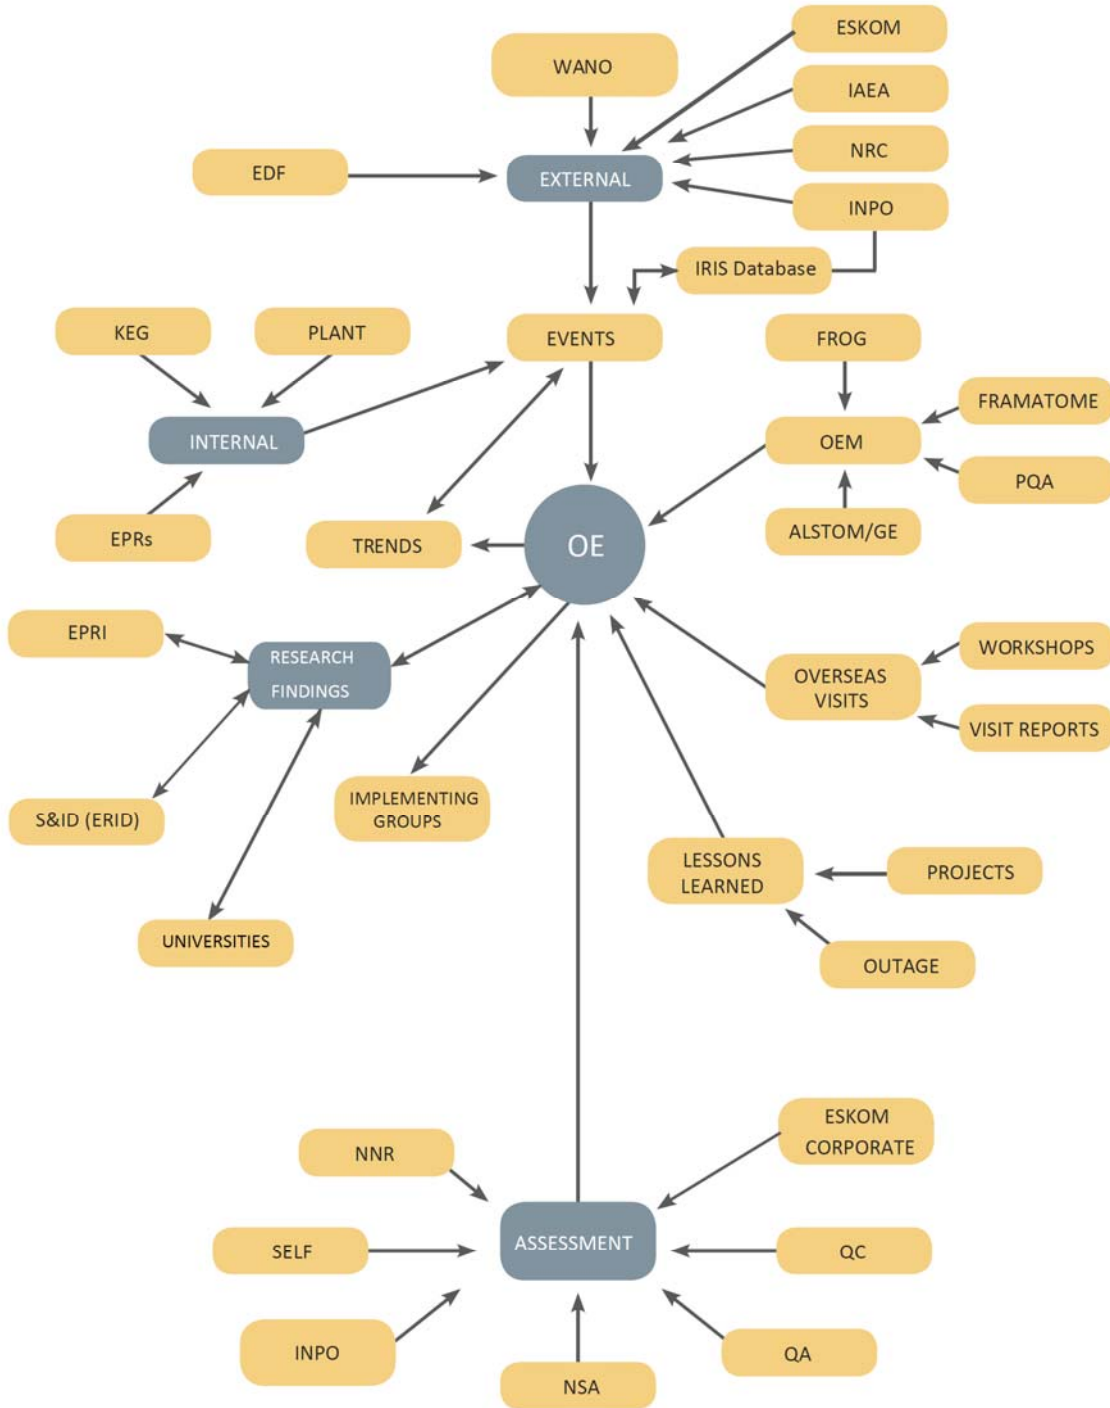 ESKOM
WANO
IAEA
NRC
EDF
EXTERNAL
INPO
IRIS Database
KEG
PLANT
EVENTS
FROG
FRAMATOME
INTERNAL
OEM
PQA
EPRs
TRENDS
OE
ALSTOM/GE
EPRI
RESEARCH
FINDINGS
WORKSHOPS
OVERSEAS
VISITS
VISIT REPORTS
S&ID (ERID)
IMPLEMENTING
GROUPS
LESSONS
LEARNED
PROJECTS
UNIVERSITIES
OUTAGE
NNR
ESKOM
CORPORATE
SELF
ASSESSMENT
QC
INPO
NSA
QA